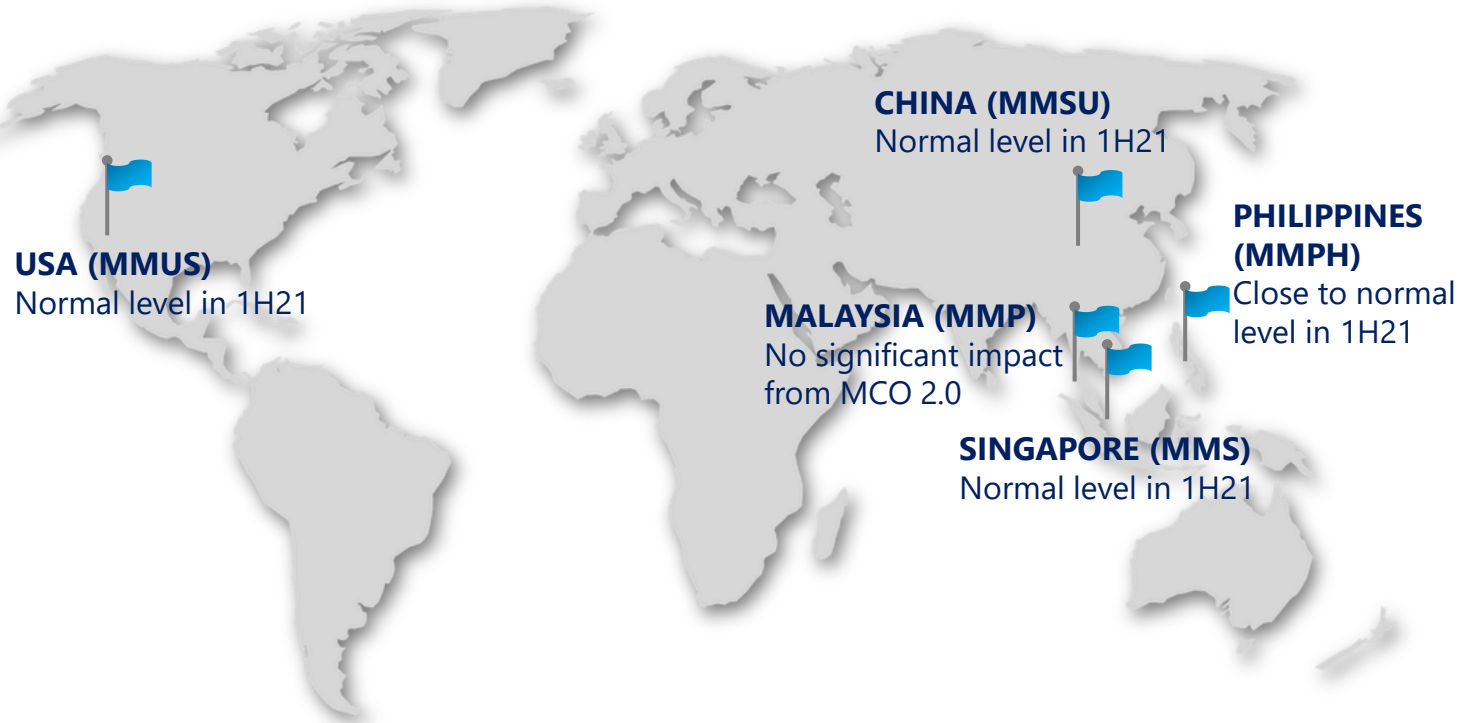 CHINA (MMSU)
Normal level in 1H21
PHILIPPINES
(MMPH)
Close to normal
level in 1H21
USA (MMUS)
Normal level in 1H21
MALAYSIA (MMP)
No significant impact
from MCO 2.0
SINGAPORE (MMS)
Normal level in 1H21